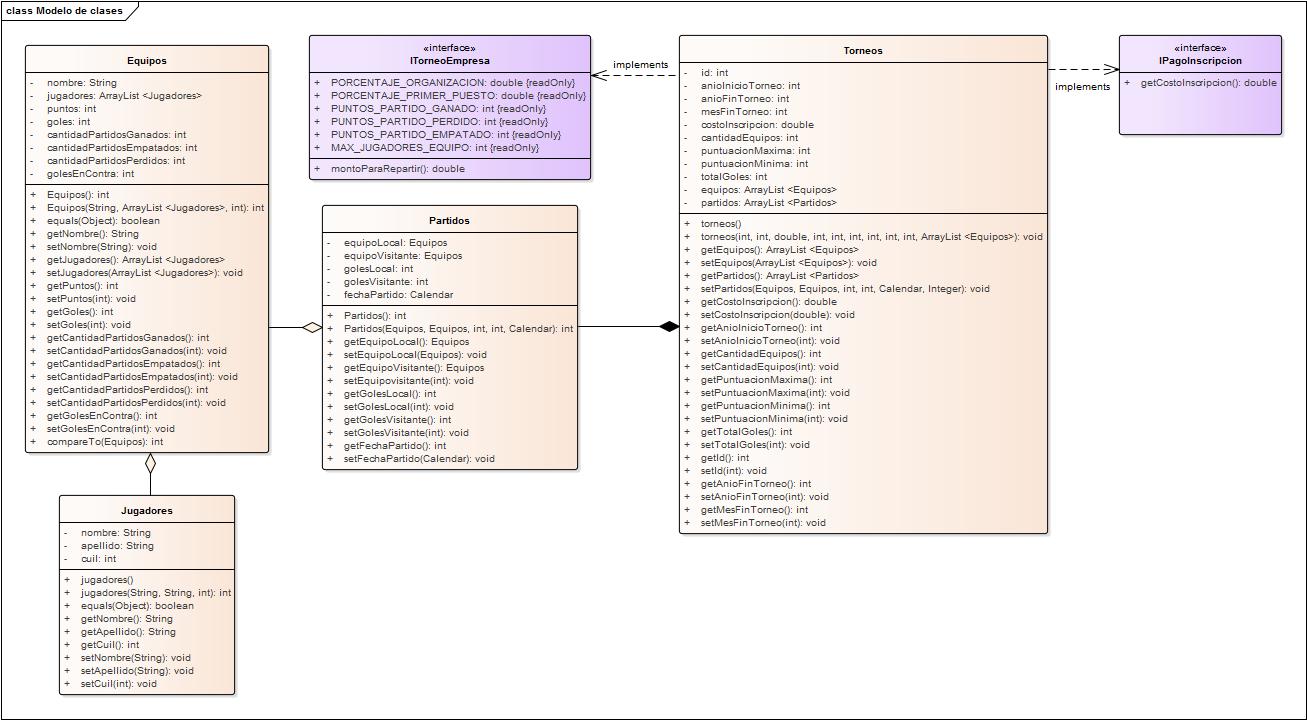 class Modelo de clases
Equipos
- nombre: String
- jugadores: ArrayList <Jugadores>
- puntos: int
- goles: int
- cantidadPartidosGanados: int
- cantidadPartidosEmpatados: int
- cantidadPartidosPerdidos: int
- golesEnContra: int
+ Equipos(): int
+ Equipos(String, ArrayList <Jugadores>, int): int
+ equals(Object): boolean
+ getNombre(): String
+ setNombre(String): void
+ getJugadores(): ArrayList <Jugadores>
+ setJugadores(ArrayList <Jugadores>): void
+ getPuntos(): int
+ setPuntos(int): void
+ getGoles(): int
+ setGoles(int): void
+ getCantidadPartidosGanados(): int
+ setCantidadPartidosGanados(int): void
+ getCantidadPartidosEmpatados(): int
+ setCantidadPartidosEmpatados(int): void
+ getCantidadPartidosPerdidos(): int
+ setCantidadPartidosPerdidos(int): void
+ getGolesEnContra(): int
+ setGolesEnContra(int): void
+ compareTo(Equipos): int
Jugadores
- nombre: String
- apellido: String
- cuil: int
+ jugadores()
+ jugadores(String, String, int): int
+ equals(Object): boolean
+ getNombre(): String
+ getApellido(): String
+ getCuil(): int
+ setNombre(String): void
+ setApellido(String): void
+ setCuil(int): void
«interface»
ITorneoEmpresa
+ PORCENTAJE_ORGANIZACION: double {readOnly}
+ PORCENTAJE_PRIMER_PUESTO: double {readOnly}
+ PUNTOS_PARTIDO_GANADO: int {readOnly}
+ PUNTOS_PARTIDO_PERDIDO: int {readOnly}
+ PUNTOS_PARTIDO_EMPATADO: int {readOnly}
+ MAX_JUGADORES_EQUIPO: int {readOnly}
+ montoParaRepartir(): double
Partidos
- equipoLocal: Equipos
- equipoVisitante: Equipos
- golesLocal: int
- golesVisitante: int
- fechaPartido: Calendar
+ Partidos(): int
+ Partidos(Equipos, Equipos, int, int, Calendar): int
+ getEquipoLocal(): Equipos
+ setEquipoLocal(Equipos): void
+ getEquipoVisitante(): Equipos
+ setEquipovisitante(int): void
+ getGolesLocal(): int
+ setGolesLocal(int): void
+ getGolesVisitante(): int
+ setGolesVisitante(int): void
+ getFechaPartido(): int
+ setFechaPartido(Calendar): void
implements
Torneos
- id: int
- anioInicioTorneo: int
- anioFinTorneo: int
- mesFinTorneo: int
- costoInscripcion: double
- cantidadEquipos: int
- puntuacionMaxima: int
- puntuacionMinima: int
- totalGoles: int
- equipos: ArrayList <Equipos>
- partidos: ArrayList <Partidos>
+ torneos()
+ torneos(int, int, double, int, int, int, int, int, int, ArrayList <Equipos>): void
+ getEquipos(): ArrayList <Equipos>
+ setEquipos(ArrayList <Equipos>): void
+ getPartidos(): ArrayList <Partidos>
+ setPartidos(Equipos, Equipos, int, int, Calendar, Integer): void
+ getCostoInscripcion(): double
+ setCostoInscripcion(double): void
+ getAnioInicioTorneo(): int
+ setAnioInicioTorneo(int): void
+ getCantidadEquipos(): int
+ setCantidadEquipos(int): void
+ getPuntuacionMaxima(): int
+ setPuntuacionMaxima(int): void
+ getPuntuacionMinima(): int
+ setPuntuacionMinima(int): void
+ getTotalGoles(): int
+ setTotalGoles(int): void
+ getId(): int
+ setId(int): void
+ getAnioFinTorneo(): int
+ setAnioFinTorneo(int): void
+ getMesFinTorneo(): int
+ setMesFinTorneo(int): void
implements
«interface»
IPagoInscripcion
+ getCostoInscripcion(): double